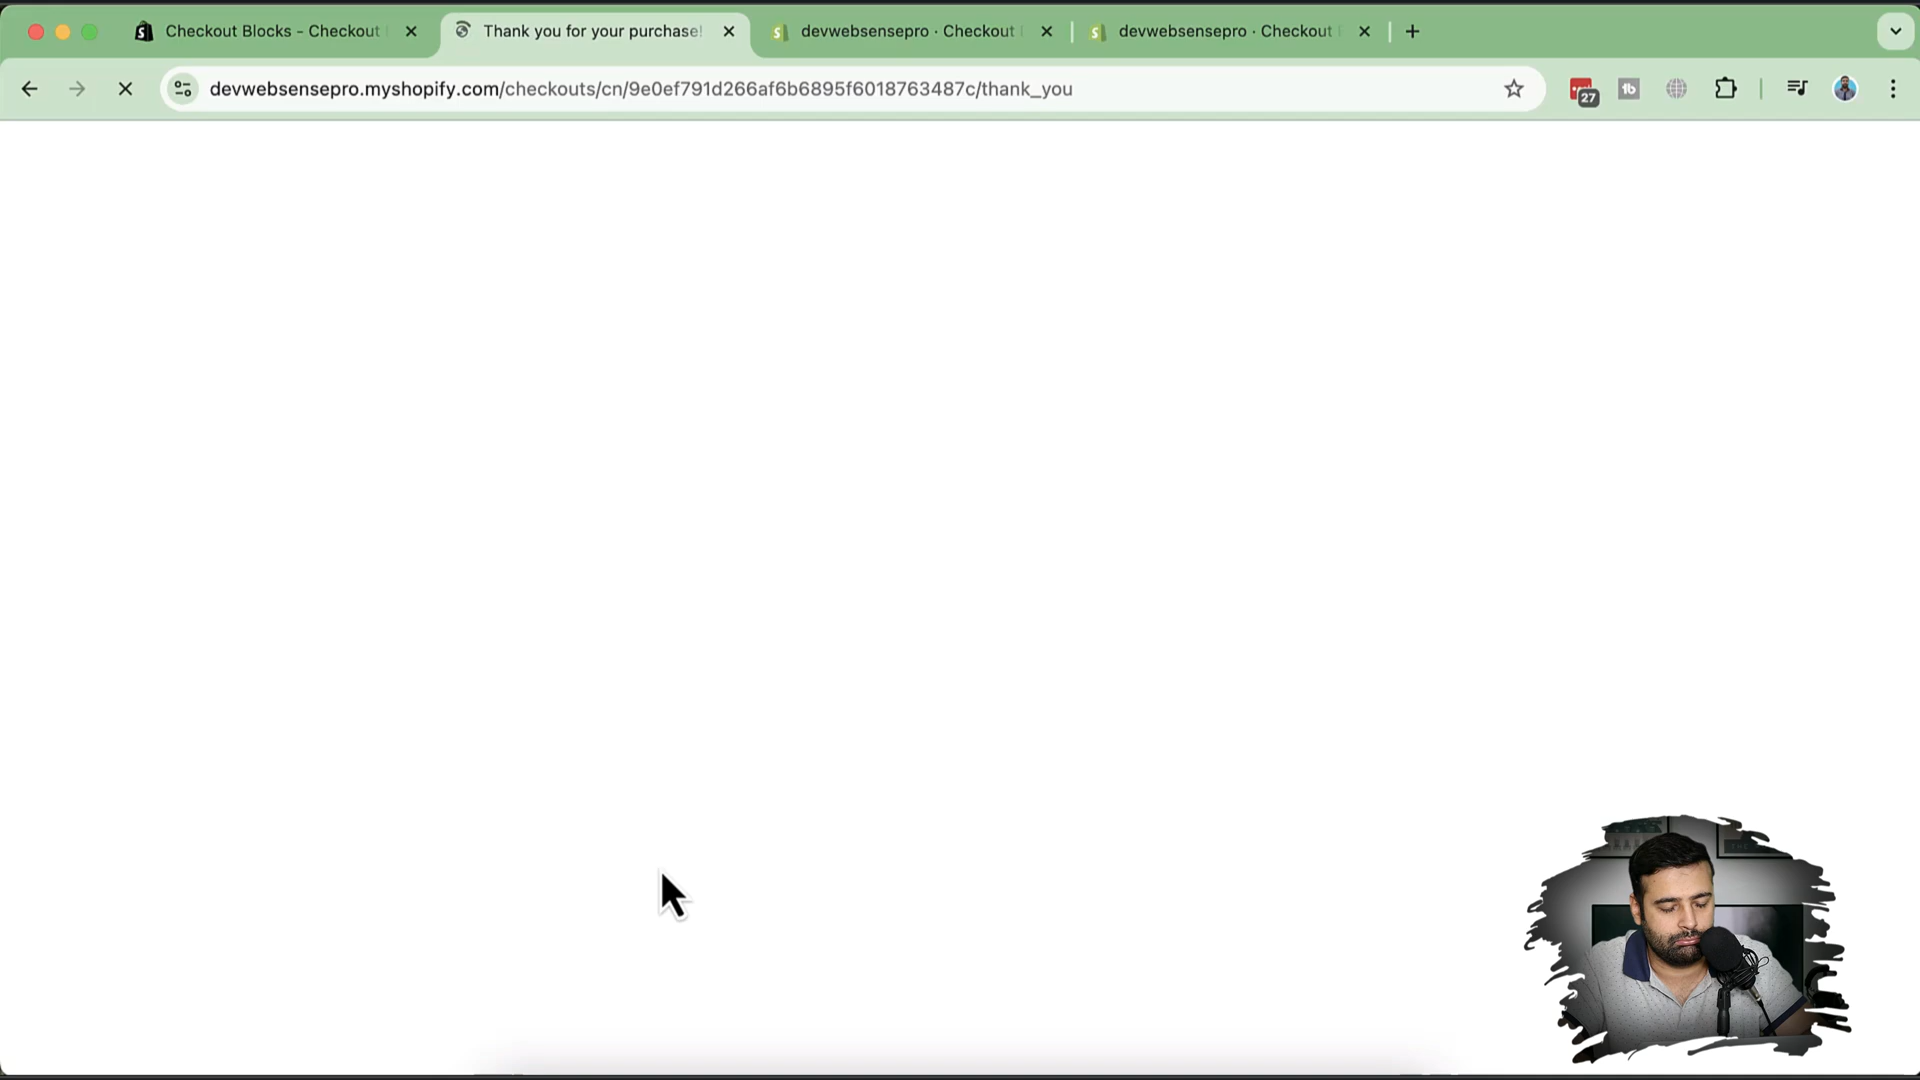 Checkout Blocks - Checkout
Thank you for your purchase!
devwebsensepro · Checkout
devwebsensepro · Checkout
devwebsensepro.myshopify.com/checkouts/cn/9e0ef791d266af6b6895f6018763487c/thank_you
27
tb